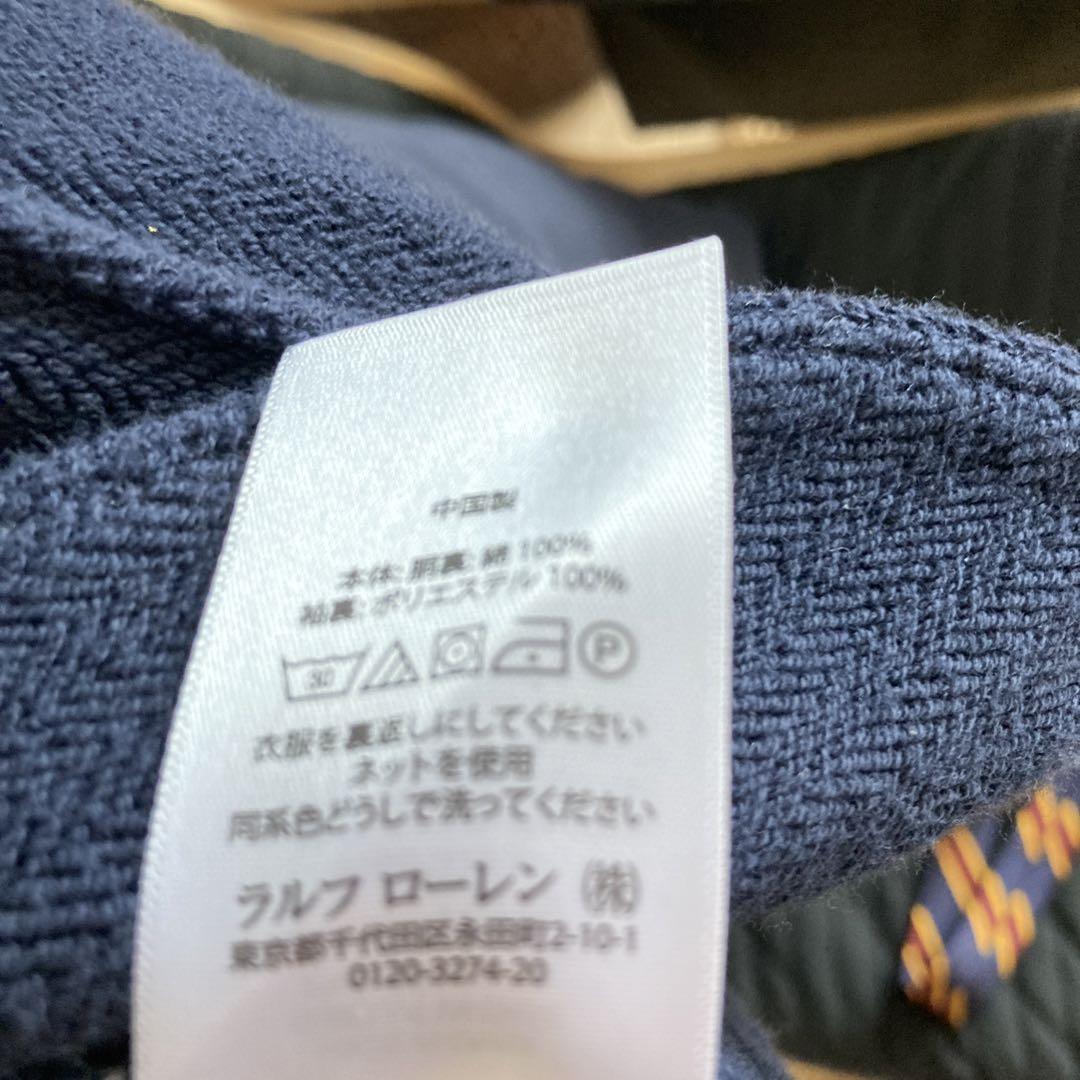 中国製
本体:胴裏:綿 100%
袖裏:ポリエステル 100%
30 P
衣服を裏返しにしてください
ネットを使用
同系色どうしで洗ってください
ラルフ ローレン (株)
東京都千代田区永田町2-10-1
0120-3274-20